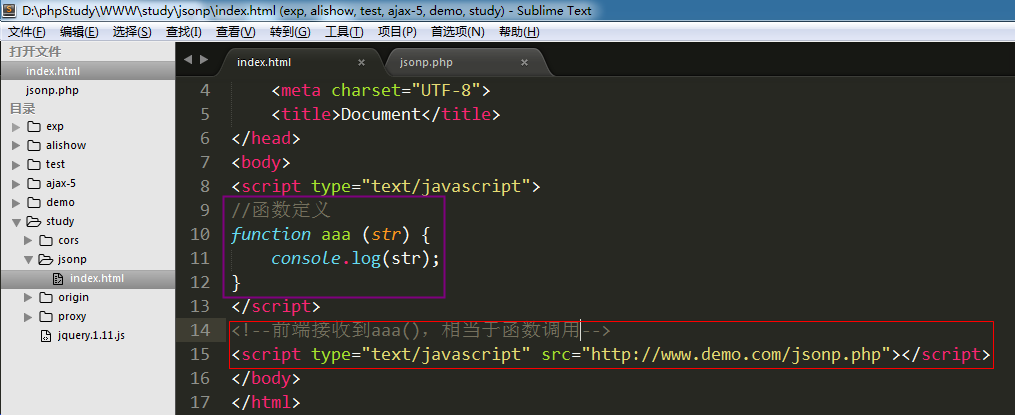 D:\phpStudy\WWW\study\jsonp\index.html (exp, alishow, test, ajax-5, demo, study) - Sublime Text
文件(F) 编辑(E) 选择(S) 查找(I) 查看(V) 转到(G) 工具(T) 项目(P) 首选项(N) 帮助(H)
打开文件
index.html
jsonp.php
目录
exp
alishow
test
ajax-5
demo
study
cors
jsonp
index.html
origin
proxy
jquery.1.11.js
index.html × jsonp.php ×
4 <meta charset="UTF-8">
5 <title>Document</title>
6 </head>
7 <body>
8 <script type="text/javascript">
9 //函数定义
10 function aaa (str) {
11 console.log(str);
12 }
13 </script>
14 <!--前端接收到aaa(), 相当于函数调用-->
15 <script type="text/javascript" src="http://www.demo.com/jsonp.php"></script>
16 </body>
17 </html>